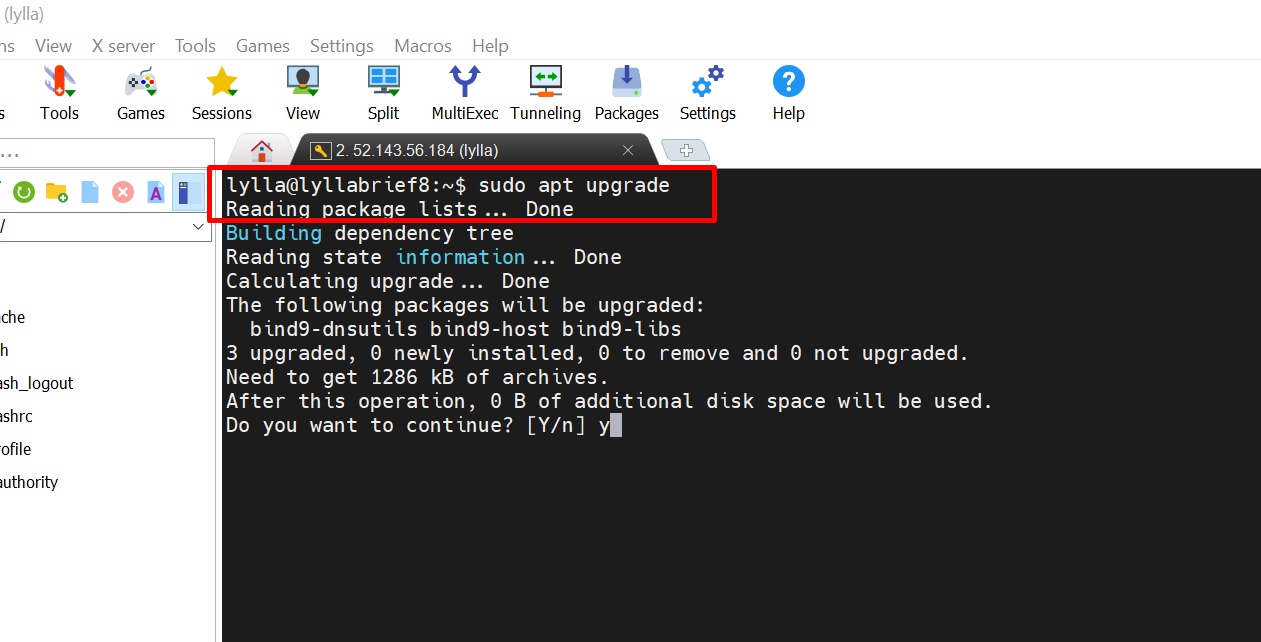 (lylla)
ns View X server Tools Games Settings Macros Help
s Tools Games Sessions View Split MultiExec Tunneling Packages Settings Help
...
2. 52.143.56.184 (lylla)
A
/
lylla@lyllabrief8:~$ sudo apt upgrade
Reading package lists... Done
Building dependency tree
Reading state information... Done
Calculating upgrade... Done
The following packages will be upgraded:
bind9-dnsutils bind9-host bind9-libs
3 upgraded, 0 newly installed, 0 to remove and 0 not upgraded.
Need to get 1286 kB of archives.
After this operation, 0 B of additional disk space will be used.
Do you want to continue? [Y/n] y
che
h
ash_logout
ashrc
rofile
authority